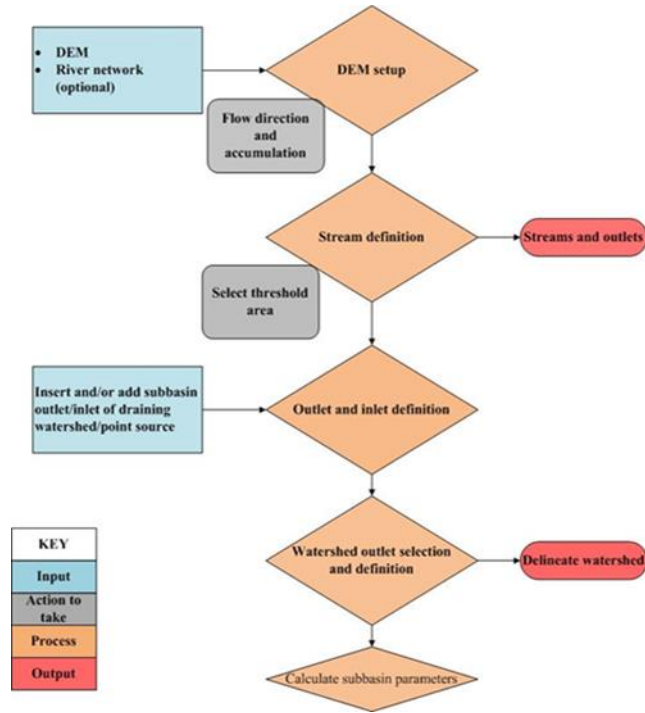 • DEM
• River network
(optional)
DEM setup
Flow direction
and
accumulation
Stream definition
Streams and outlets
Select threshold
area
Insert and/or add subbasin
outlet/inlet of draining
watershed/point source
Outlet and inlet definition
Watershed outlet selection
and definition
Delineate watershed
Calculate subbasin parameters
KEY
Input
Action to
take
Process
Output